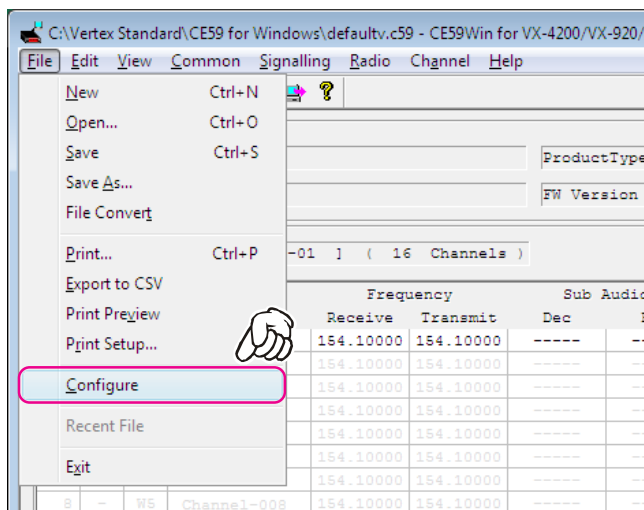 C:\Vertex Standard\CE59 for Windows\defaultv.c59 - CE59Win for VX-4200/VX-920/
File Edit View Common Signalling Radio Channel Help
New Ctrl+N
Open... Ctrl+O
Save Ctrl+S
Save As...
File Convert
Print... Ctrl+P
Export to CSV
Print Preview
Print Setup...
Configure
Recent File
Exit
ProductType
FW Version
-01 ] ( 16 Channels )
Frequency Sub Audio
Receive Transmit Dec
154.10000 154.10000 -----
154.10000 154.10000 -----
154.10000 154.10000 -----
154.10000 154.10000 -----
154.10000 154.10000 -----
154.10000 154.10000 -----
154.10000 154.10000 -----
8 - W5 Channel-008 154.10000 154.10000 -----